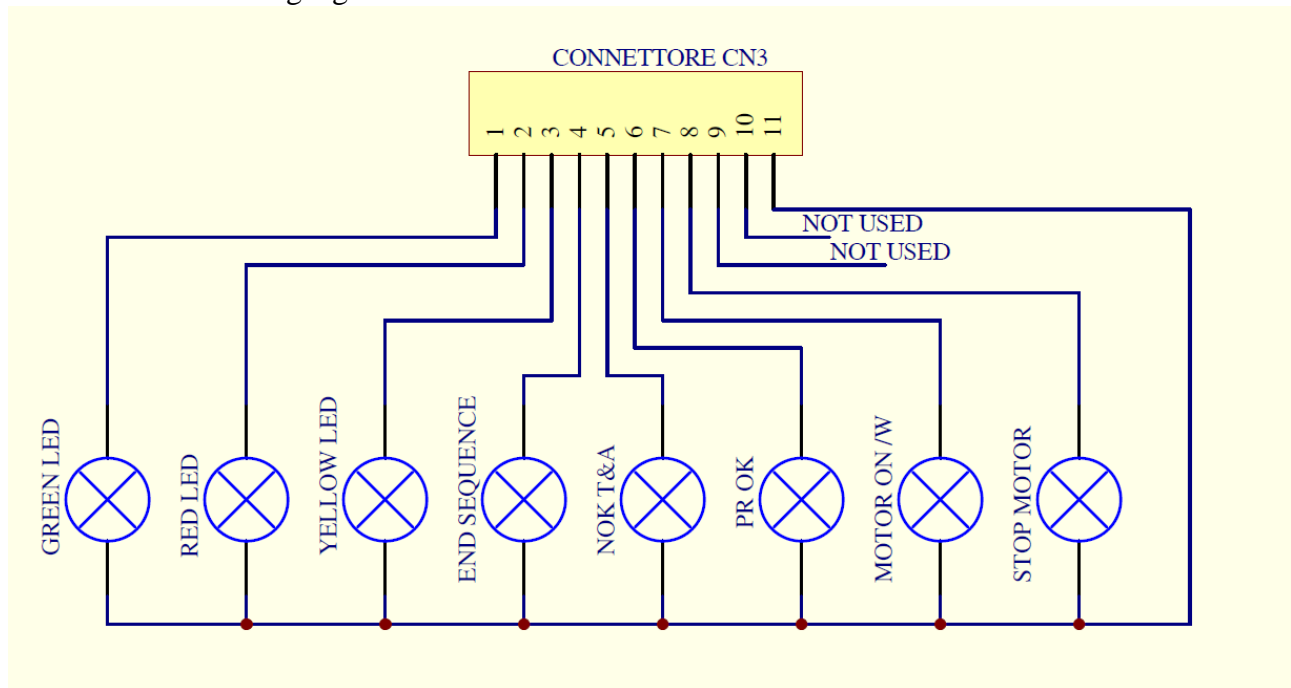 CONNETTORE CN3
1 2 3 4 5 6 7 8 9 10 11
NOT USED
NOT USED
GREEN LED
RED LED
YELLOW LED
END SEQUENCE
NOK T&A
PR OK
MOTOR ON /W
STOP MOTOR